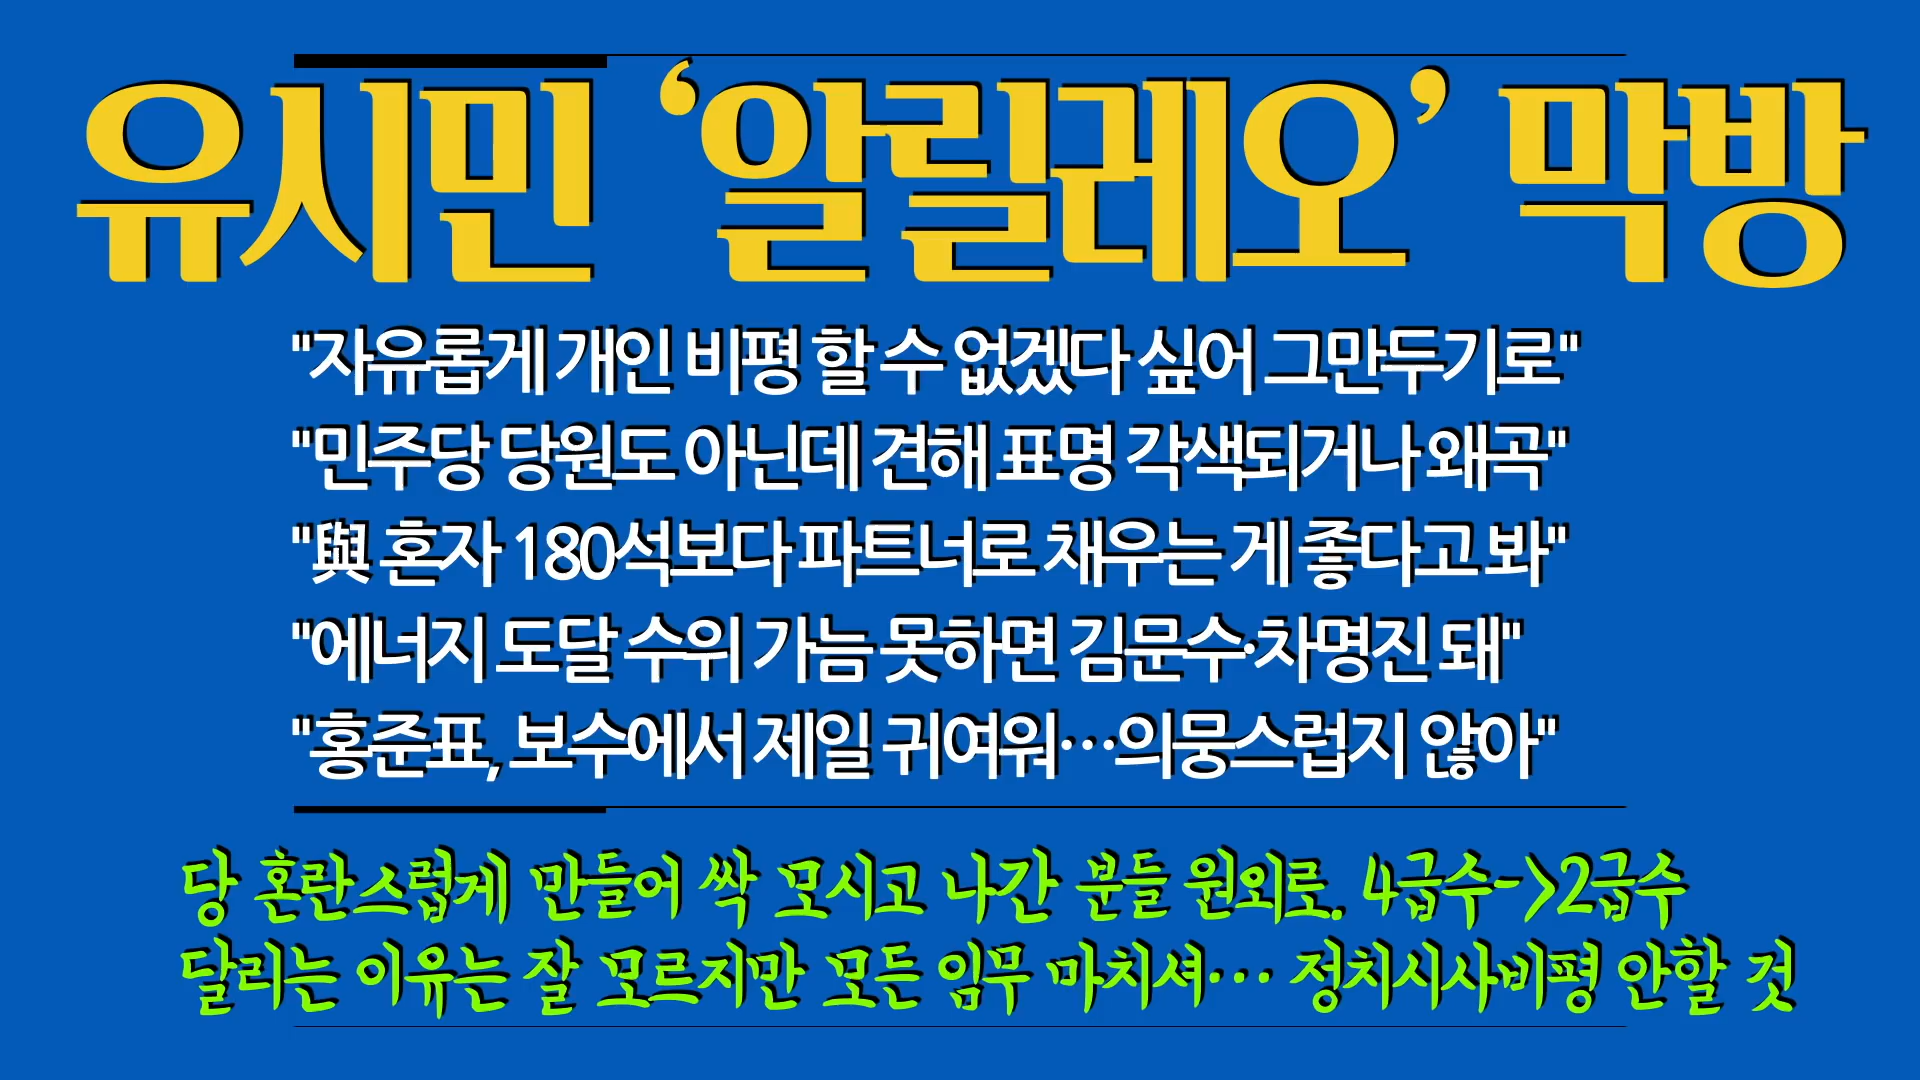 유시민 ‘알릴레오’ 막방
"자유롭게 개인 비평 할 수 없겠다 싶어 그만두기로"
"민주당 당원도 아닌데 견해 표명 각색되거나 왜곡"
"與 혼자 180석보다 파트너로 채우는 게 좋다고 봐"
"에너지 도달 수위 가늠 못하면 김문수·차명진 돼"
"홍준표, 보수에서 제일 귀여워…의뭉스럽지 않아"
당 혼란스럽게 만들어 싹 모시고 나간 분들 원외로. 4급수->2급수
달리는 이유는 잘 모르지만 모든 임무 마치셔… 정치시사비평 안할 것